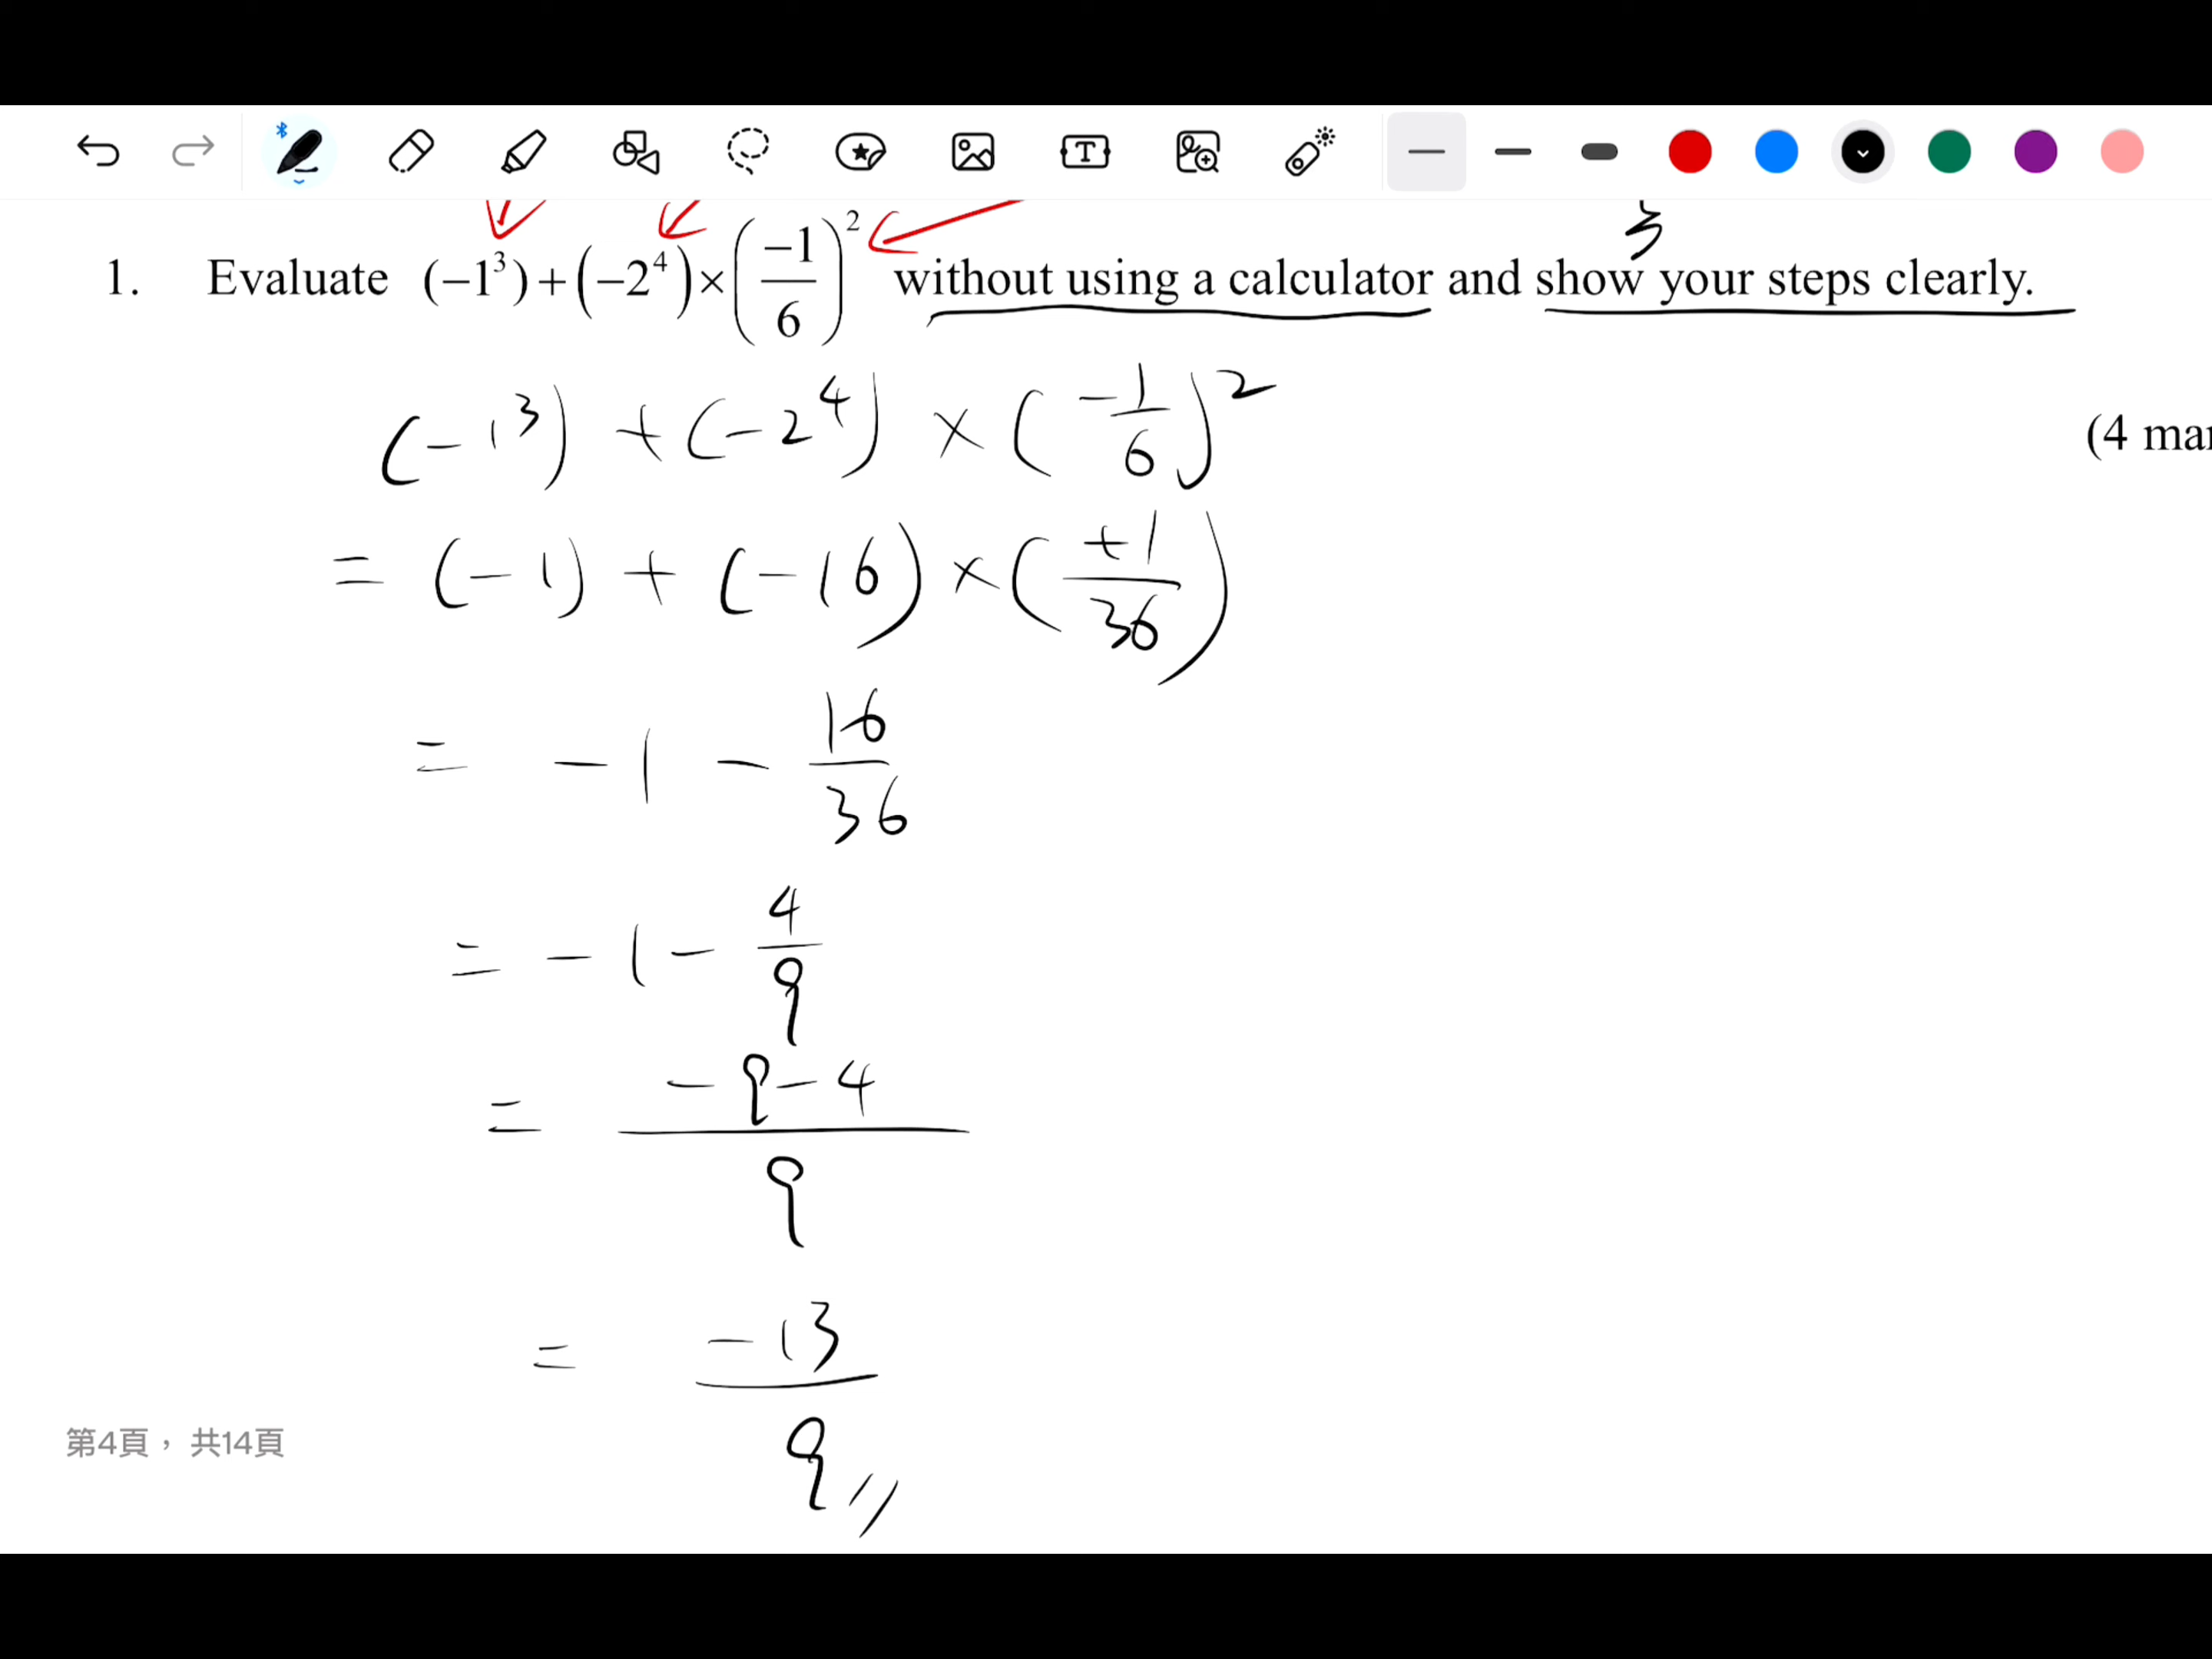 3
1. Evaluate (−1³)+(−2⁴)×(−1/6)² without using a calculator and show your steps clearly.
(−1³) + (−2⁴) × (−1/6)²
(4 mar
= (−1) + (−16) × (+1/36)
= −1 − 16/36
= −1 − 4/9
= (−9−4)/9
= −13/9 //
第4頁，共14頁